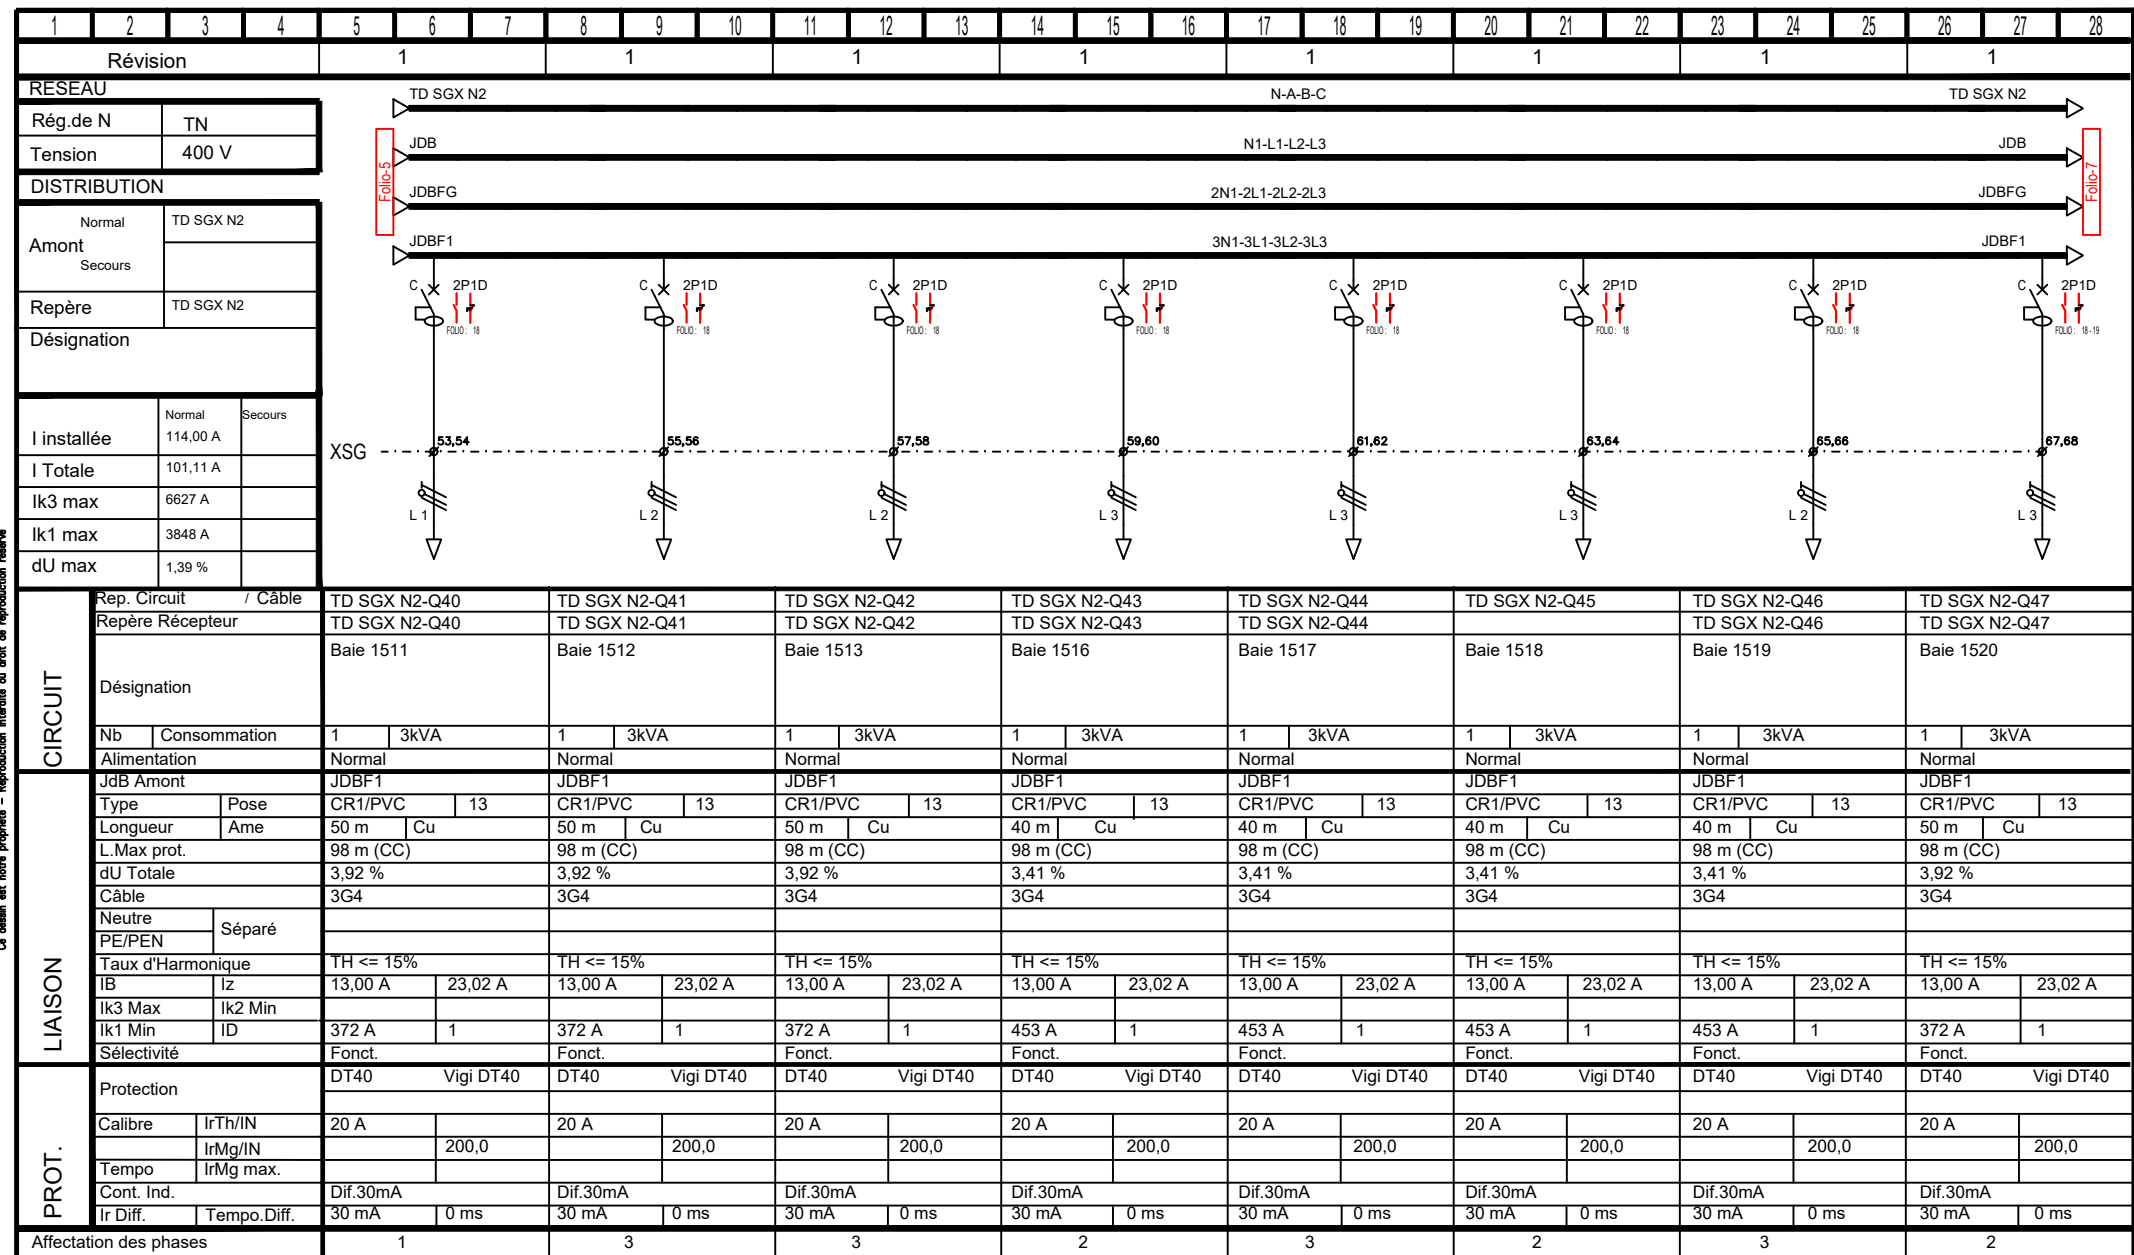 1 2 3 4 5 6 7 8 9 10 11 12 13 14 15 16 17 18 19 20 21 22 23 24 25 26 27 28
Révision 1 1 1 1 1 1 1 1
RESEAU
Rég.de N TN
Tension 400 V
DISTRIBUTION
Normal TD SGX N2
Amont
Secours
Repère TD SGX N2
Désignation
Normal Secours
I installée 114,00 A
I Totale 101,11 A
Ik3 max 6627 A
Ik1 max 3848 A
dU max 1,39 %
TD SGX N2 N-A-B-C TD SGX N2
JDB N1-L1-L2-L3 JDB
JDBFG 2N1-2L1-2L2-2L3 JDBFG
JDBF1 3N1-3L1-3L2-3L3 JDBF1
Folio-5
Folio-7
C 2P1D C 2P1D C 2P1D C 2P1D C 2P1D C 2P1D C 2P1D C 2P1D
FOLIO : 18 FOLIO : 18 FOLIO : 18 FOLIO : 18 FOLIO : 18 FOLIO : 18 FOLIO : 18 FOLIO : 18-19
XSG 53,54 55,56 57,58 59,60 61,62 63,64 65,66 67,68
L 1 L 2 L 2 L 3 L 3 L 3 L 2 L 3
Ce dessin est notre propriété – Reproduction interdite ou droit de reproduction réservé
CIRCUIT
Rep. Circuit / Câble TD SGX N2-Q40 TD SGX N2-Q41 TD SGX N2-Q42 TD SGX N2-Q43 TD SGX N2-Q44 TD SGX N2-Q45 TD SGX N2-Q46 TD SGX N2-Q47
Repère Récepteur TD SGX N2-Q40 TD SGX N2-Q41 TD SGX N2-Q42 TD SGX N2-Q43 TD SGX N2-Q44 TD SGX N2-Q46 TD SGX N2-Q47
Désignation Baie 1511 Baie 1512 Baie 1513 Baie 1516 Baie 1517 Baie 1518 Baie 1519 Baie 1520
Nb Consommation 1 3kVA 1 3kVA 1 3kVA 1 3kVA 1 3kVA 1 3kVA 1 3kVA 1 3kVA
Alimentation Normal Normal Normal Normal Normal Normal Normal Normal
LIAISON
JdB Amont JDBF1 JDBF1 JDBF1 JDBF1 JDBF1 JDBF1 JDBF1 JDBF1
Type Pose CR1/PVC 13 CR1/PVC 13 CR1/PVC 13 CR1/PVC 13 CR1/PVC 13 CR1/PVC 13 CR1/PVC 13 CR1/PVC 13
Longueur Ame 50 m Cu 50 m Cu 50 m Cu 40 m Cu 40 m Cu 40 m Cu 40 m Cu 50 m Cu
L.Max prot. 98 m (CC) 98 m (CC) 98 m (CC) 98 m (CC) 98 m (CC) 98 m (CC) 98 m (CC) 98 m (CC)
dU Totale 3,92 % 3,92 % 3,92 % 3,41 % 3,41 % 3,41 % 3,41 % 3,92 %
Câble 3G4 3G4 3G4 3G4 3G4 3G4 3G4 3G4
Neutre
Séparé
PE/PEN
Taux d'Harmonique TH <= 15% TH <= 15% TH <= 15% TH <= 15% TH <= 15% TH <= 15% TH <= 15% TH <= 15%
IB Iz 13,00 A 23,02 A 13,00 A 23,02 A 13,00 A 23,02 A 13,00 A 23,02 A 13,00 A 23,02 A 13,00 A 23,02 A 13,00 A 23,02 A 13,00 A 23,02 A
Ik3 Max Ik2 Min
Ik1 Min ID 372 A 1 372 A 1 372 A 1 453 A 1 453 A 1 453 A 1 453 A 1 372 A 1
Sélectivité Fonct. Fonct. Fonct. Fonct. Fonct. Fonct. Fonct. Fonct.
PROT.
Protection DT40 Vigi DT40 DT40 Vigi DT40 DT40 Vigi DT40 DT40 Vigi DT40 DT40 Vigi DT40 DT40 Vigi DT40 DT40 Vigi DT40 DT40 Vigi DT40
Calibre IrTh/IN 20 A 20 A 20 A 20 A 20 A 20 A 20 A 20 A
IrMg/IN 200,0 200,0 200,0 200,0 200,0 200,0 200,0 200,0
Tempo IrMg max.
Cont. Ind. Dif.30mA Dif.30mA Dif.30mA Dif.30mA Dif.30mA Dif.30mA Dif.30mA Dif.30mA
Ir Diff. Tempo.Diff. 30 mA 0 ms 30 mA 0 ms 30 mA 0 ms 30 mA 0 ms 30 mA 0 ms 30 mA 0 ms 30 mA 0 ms 30 mA 0 ms
Affectation des phases 1 3 3 2 3 2 3 2